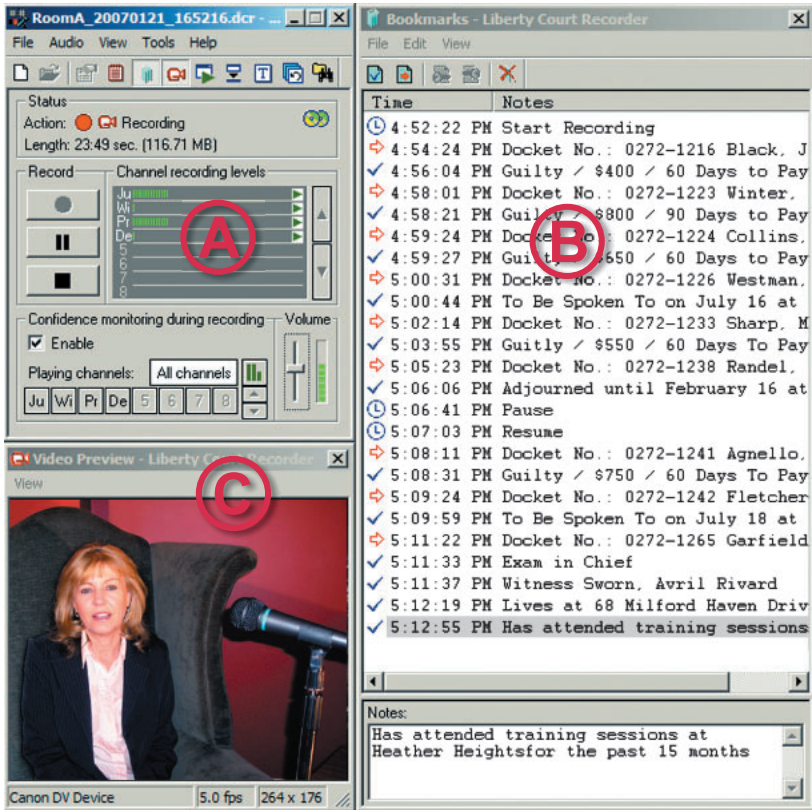 RoomA_20070121_165216.dcr - ...
File Audio View Tools Help
Status
Action: Recording
Length: 23:49 sec. (116.71 MB)
Record
Channel recording levels
Ju
Wi
Pr
De
5
6
7
8
A
Confidence monitoring during recording
Volume
Enable
Playing channels: All channels
Ju Wi Pr De 5 6 7 8
Video Preview - Liberty Court Recorder
View
C
Canon DV Device 5.0 fps 264 x 176
Bookmarks - Liberty Court Recorder
File Edit View
Time Notes
4:52:22 PM Start Recording
4:54:24 PM Docket No.: 0272-1216 Black, J
4:56:04 PM Guilty / $400 / 60 Days to Pay
4:58:01 PM Docket No.: 0272-1223 Winter,
4:58:21 PM Guilty / $800 / 90 Days to Pay
4:59:24 PM Docket No.: 0272-1224 Collins,
4:59:27 PM Guilty / $650 / 60 Days to Pay
5:00:31 PM Docket No.: 0272-1226 Westman,
5:00:44 PM To Be Spoken To on July 16 at
5:02:14 PM Docket No.: 0272-1233 Sharp, M
5:03:55 PM Guitly / $550 / 60 Days To Pay
5:05:23 PM Docket No.: 0272-1238 Randel,
5:06:06 PM Adjourned until February 16 at
5:06:41 PM Pause
5:07:03 PM Resume
5:08:11 PM Docket No.: 0272-1241 Agnello,
5:08:31 PM Guilty / $750 / 60 Days To Pay
5:09:24 PM Docket No.: 0272-1242 Fletcher
5:09:59 PM To Be Spoken To on July 18 at
5:11:22 PM Docket No.: 0272-1265 Garfield
5:11:33 PM Exam in Chief
5:11:37 PM Witness Sworn, Avril Rivard
5:12:19 PM Lives at 68 Milford Haven Driv
5:12:55 PM Has attended training sessions
B
Notes:
Has attended training sessions at
Heather Heightsfor the past 15 months